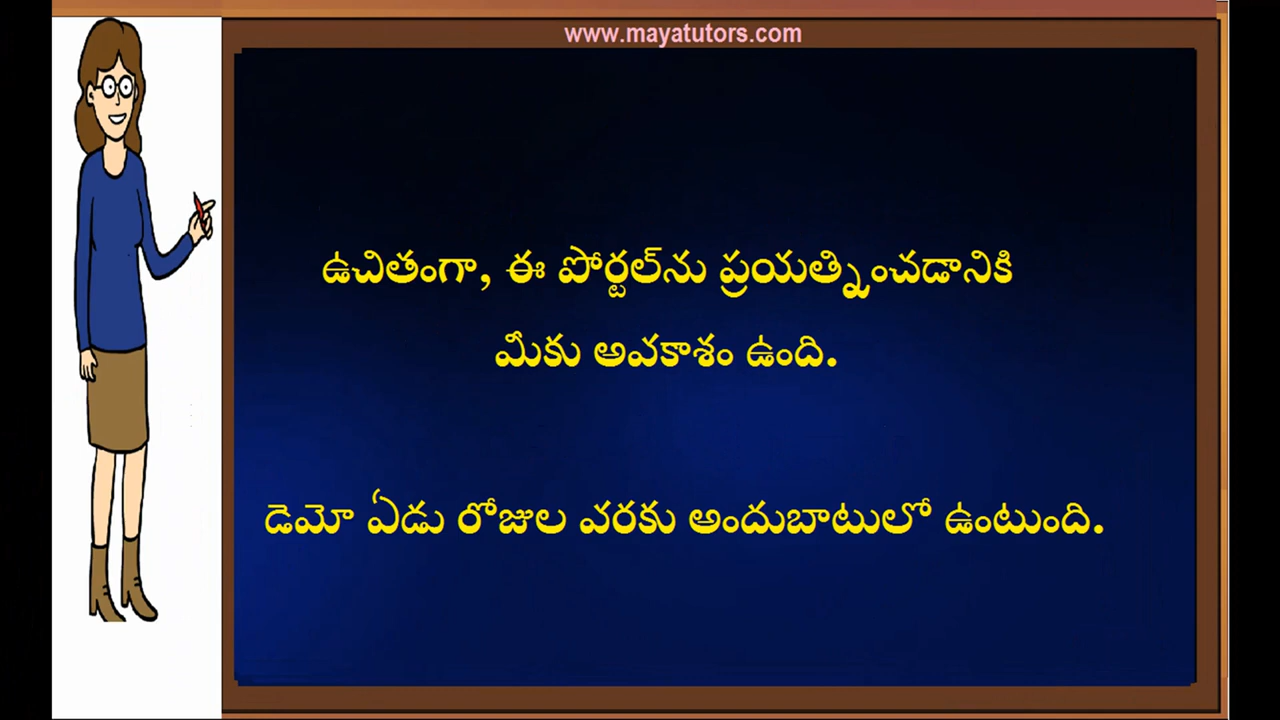 www.mayatutors.com
ఉచితంగా, ఈ పోర్టల్‌ను ప్రయత్నించడానికి
మీకు అవకాశం ఉంది.
డెమో ఏడు రోజుల వరకు అందుబాటులో ఉంటుంది.